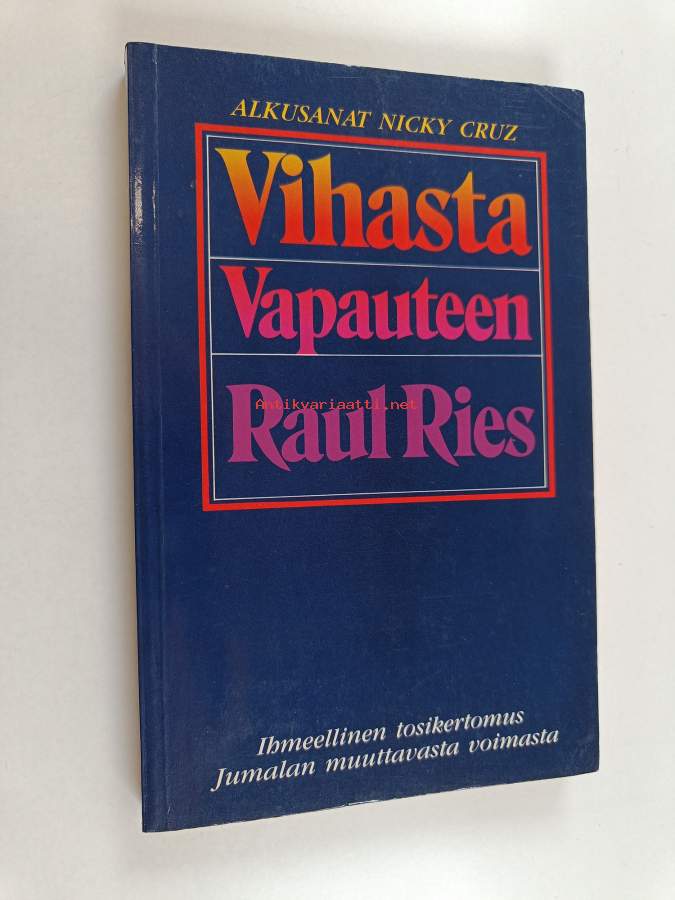 ALKUSANAT NICKY CRUZ
Vihasta
Vapauteen
Antikvariaatti.net
Raul Ries
Ihmeellinen tosikertomus
Jumalan muuttavasta voimasta